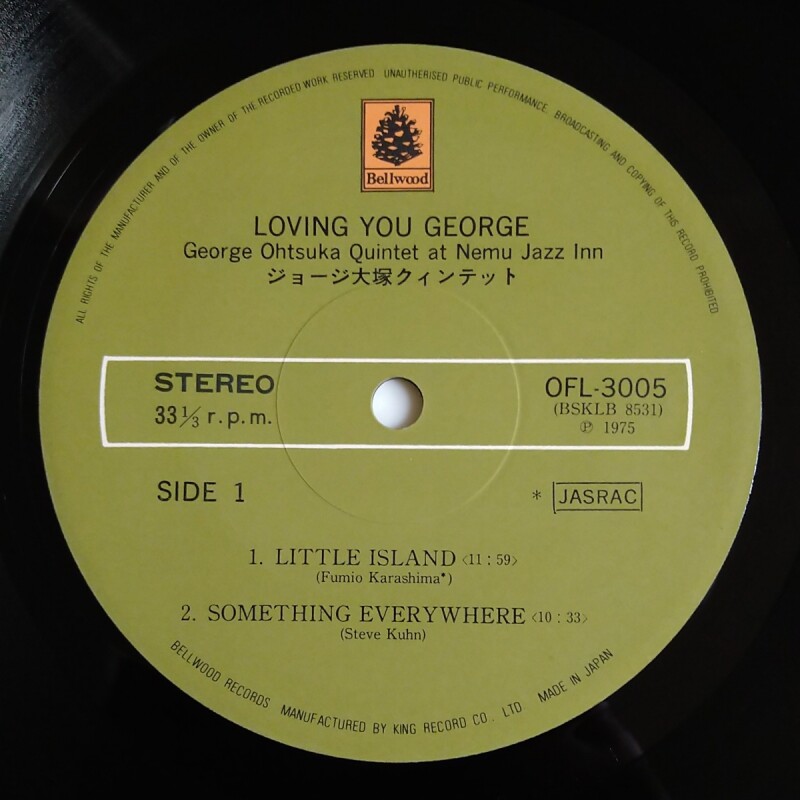 ALL RIGHTS OF THE MANUFACTURER AND OF THE OWNER OF THE RECORDED WORK RESERVED UNAUTHORISED PUBLIC PERFORMANCE BROADCASTING AND COPYING OF THIS RECORD PROHIBITED
Bellwood
LOVING YOU GEORGE
George Ohtsuka Quintet at Nemu Jazz Inn
ジョージ大塚クィンテット
STEREO
33⅓ r.p.m.
OFL-3005
(BSKLB 8531)
℗ 1975
SIDE 1
* JASRAC
1. LITTLE ISLAND <11:59>
(Fumio Karashima*)
2. SOMETHING EVERYWHERE <10:33>
(Steve Kuhn)
BELLWOOD RECORDS MANUFACTURED BY KING RECORD CO., LTD MADE IN JAPAN